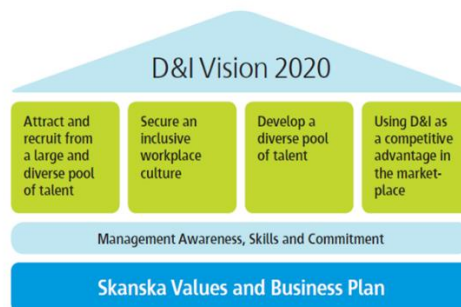 D&I Vision 2020
Attract and
recruit from
a large and
diverse pool
of talent
Secure an
inclusive
workplace
culture
Develop a
diverse pool
of talent
Using D&I as
a competitive
advantage in
the market-
place
Management Awareness, Skills and Commitment
Skanska Values and Business Plan